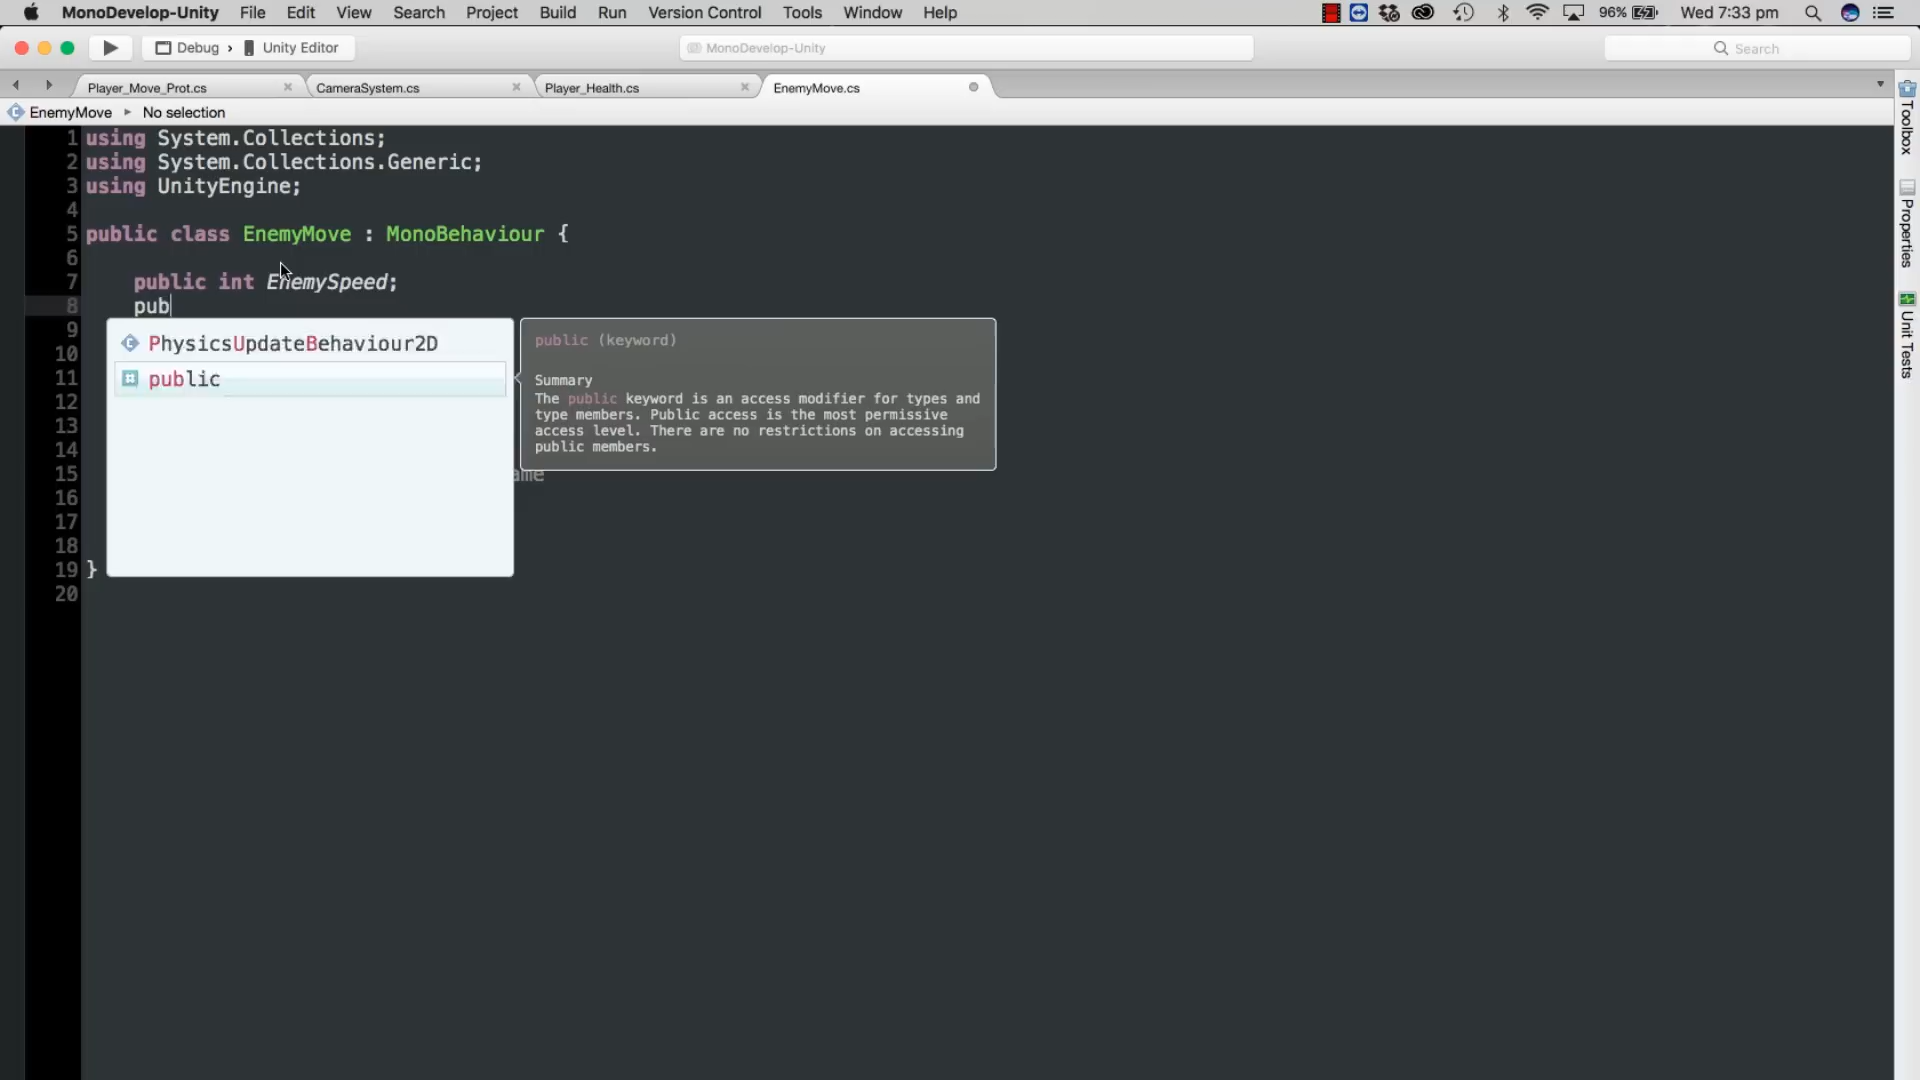 MonoDevelop-Unity File Edit View Search Project Build Run Version Control Tools Window Help 96% Wed 7:33 pm
Debug › Unity Editor MonoDevelop-Unity Search
Player_Move_Prot.cs CameraSystem.cs Player_Health.cs EnemyMove.cs
EnemyMove No selection
1 using System.Collections;
2 using System.Collections.Generic;
3 using UnityEngine;
4
5 public class EnemyMove : MonoBehaviour {
6
7 public int EnemySpeed;
8 pub
9
10
11
12
13
14
15 ame
16
17
18
19 }
20
PhysicsUpdateBehaviour2D
public
public (keyword)
Summary
The public keyword is an access modifier for types and
type members. Public access is the most permissive
access level. There are no restrictions on accessing
public members.
Toolbox
Properties
Unit Tests